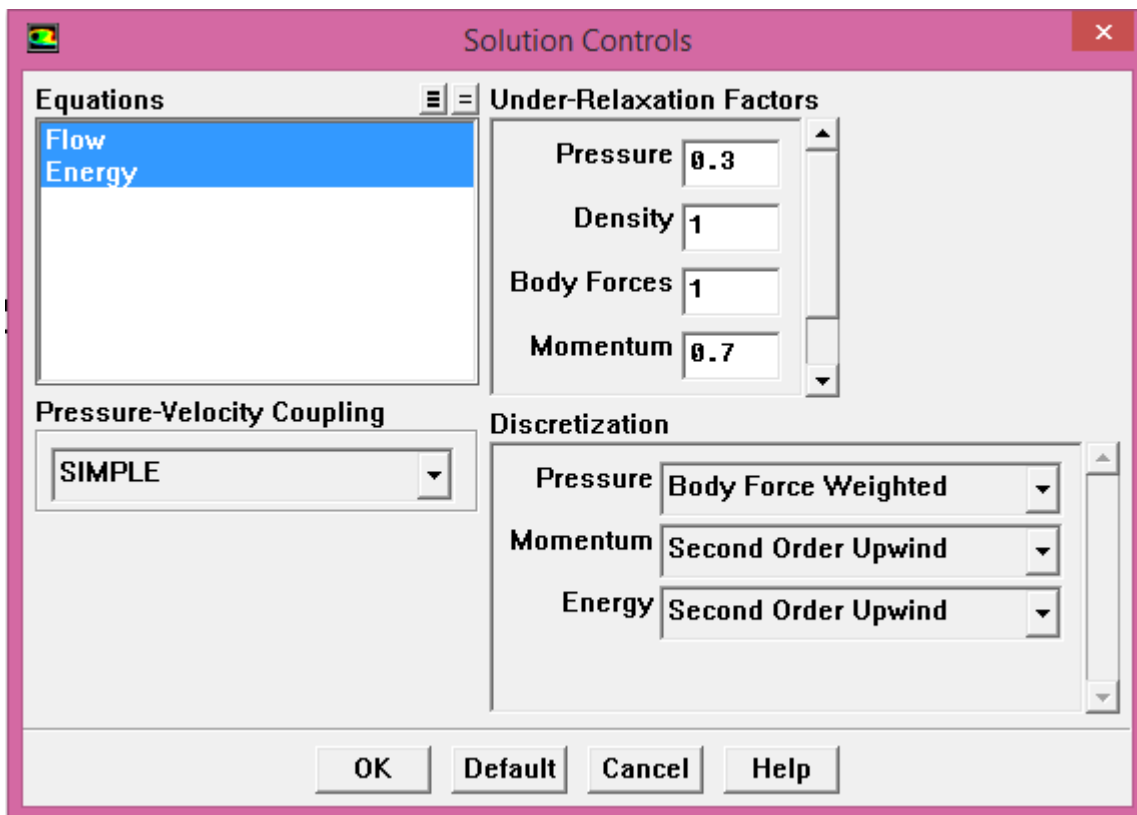 Solution Controls
Equations
Flow
Energy
Under-Relaxation Factors
Pressure 0.3
Density 1
Body Forces 1
Momentum 0.7
Pressure-Velocity Coupling
SIMPLE
Discretization
Pressure Body Force Weighted
Momentum Second Order Upwind
Energy Second Order Upwind
OK Default Cancel Help